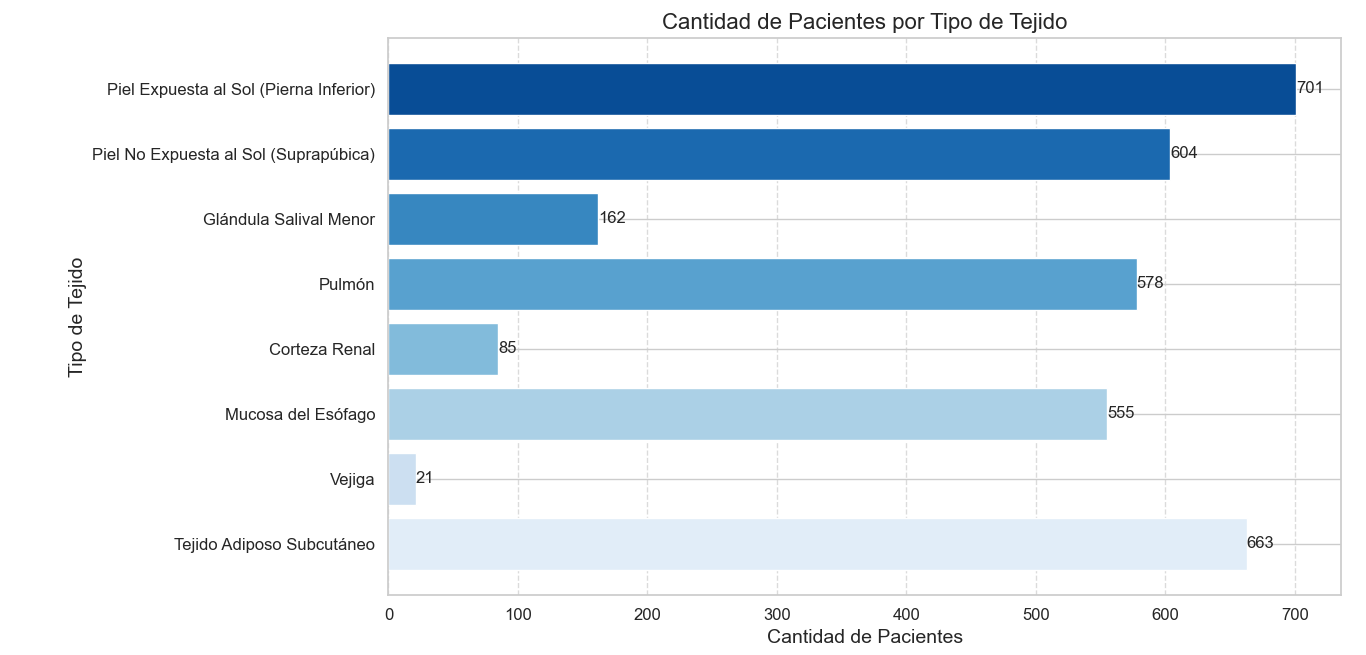 Cantidad de Pacientes por Tipo de Tejido
Tipo de Tejido
Piel Expuesta al Sol (Pierna Inferior)
701
Piel No Expuesta al Sol (Suprapúbica)
604
Glándula Salival Menor
162
Pulmón
578
Corteza Renal
85
Mucosa del Esófago
555
Vejiga
21
Tejido Adiposo Subcutáneo
663
0 100 200 300 400 500 600 700
Cantidad de Pacientes